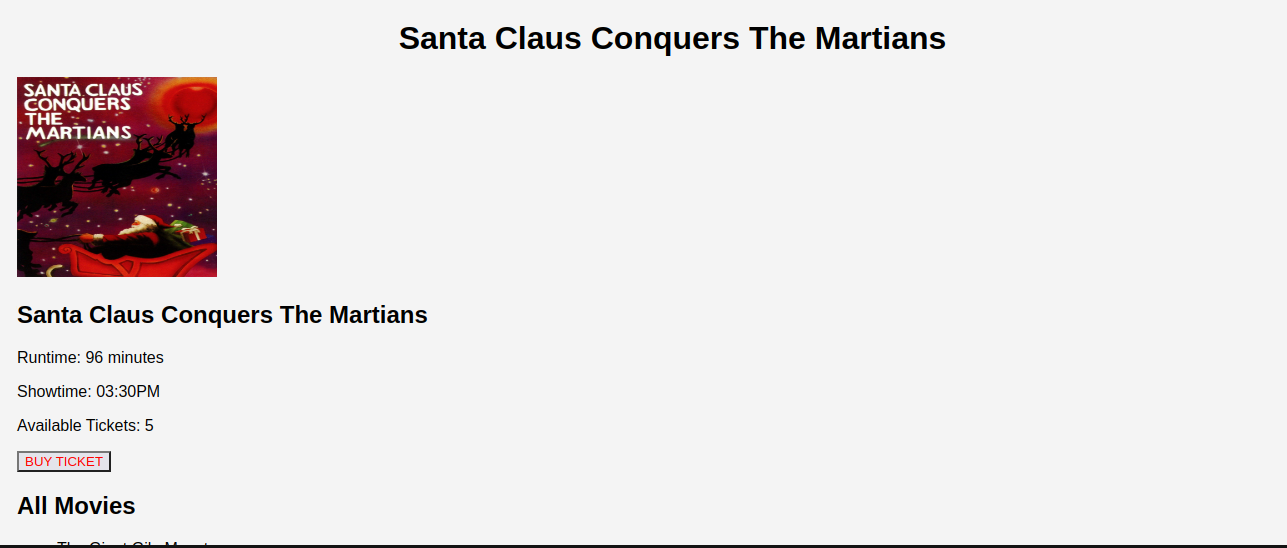 Santa Claus Conquers The Martians
SANTA CLAUS
CONQUERS
THE
MARTIANS
Santa Claus Conquers The Martians
Runtime: 96 minutes
Showtime: 03:30PM
Available Tickets: 5
BUY TICKET
All Movies